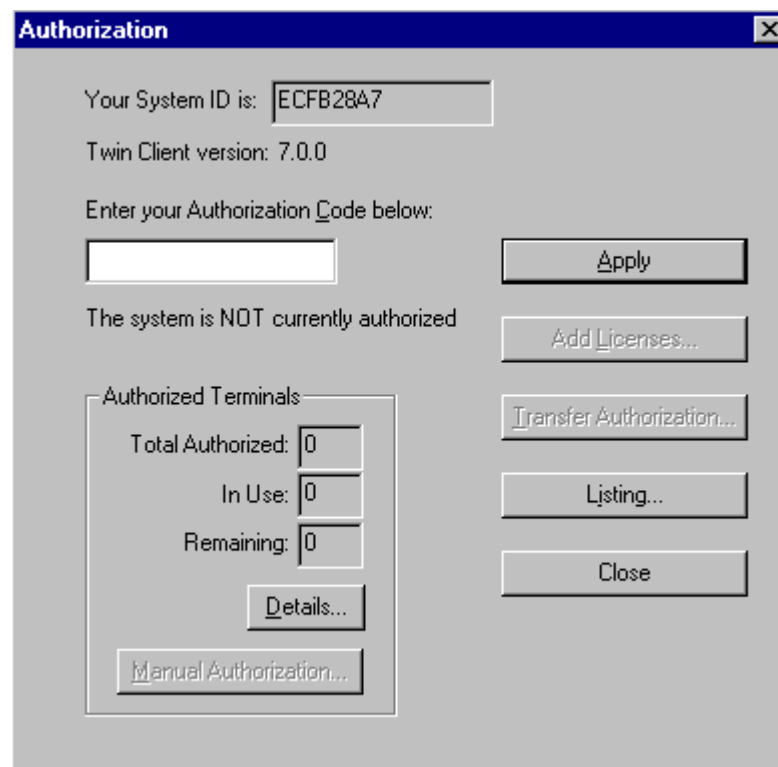 Authorization
Your System ID is: ECFB28A7
Twin Client version: 7.0.0
Enter your Authorization Code below:
Apply
The system is NOT currently authorized
Add Licenses...
Authorized Terminals
Transfer Authorization...
Total Authorized: 0
In Use: 0
Listing...
Remaining: 0
Close
Details...
Manual Authorization...